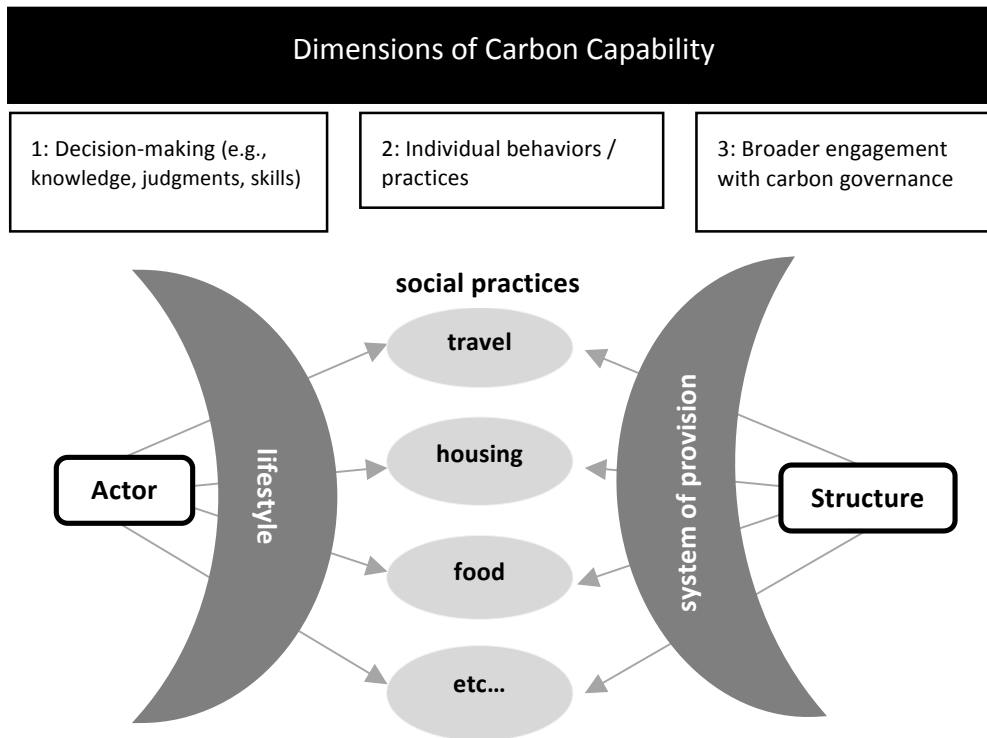 Dimensions of Carbon Capability
1: Decision-making (e.g.,
knowledge, judgments, skills)
2: Individual behaviors /
practices
3: Broader engagement
with carbon governance
social practices
travel
housing
food
etc...
Actor
lifestyle
system of provision
Structure